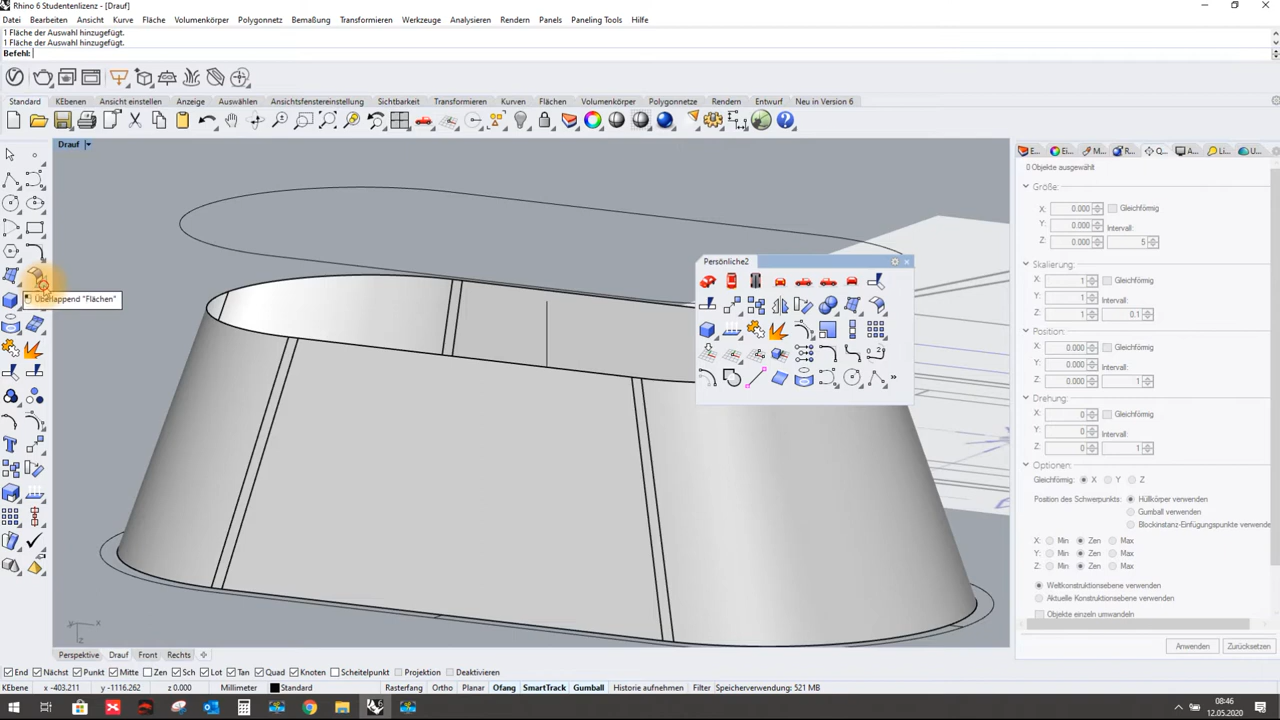 Rhino 6 Studentenlizenz - [Drauf]
Datei Bearbeiten Ansicht Kurve Fläche Volumenkörper Polygonnetz Bemaßung Transformieren Werkzeuge Analysieren Rendern Panels Paneling Tools Hilfe
1 Fläche der Auswahl hinzugefügt.
1 Fläche der Auswahl hinzugefügt.
Befehl:
Standard KEbenen Ansicht einstellen Anzeige Auswählen Ansichtsfenstereinstellung Sichtbarkeit Transformieren Kurven Flächen Volumenkörper Polygonnetze Rendern Entwurf Neu in Version 6
Drauf
E... Ei... M... R... Q... A... Li... U...
0 Objekte ausgewählt
Größe:
X: 0.000 Gleichförmig
Y: 0.000 Intervall:
Z: 0.000 5
Skalierung:
X: 1 Gleichförmig
Y: 1 Intervall:
Z: 1 0.1
Position:
X: 0.000 Gleichförmig
Y: 0.000 Intervall:
Z: 0.000 1
Drehung:
X: 0 Gleichförmig
Y: 0 Intervall:
Z: 0 1
Optionen:
Gleichförmig: X Y Z
Position des Schwerpunkts: Hüllkörper verwenden
Gumball verwenden
Blockinstanz-Einfügungspunkte verwende
X: Min Zen Max
Y: Min Zen Max
Z: Min Zen Max
Weltkonstruktionsebene verwenden
Aktuelle Konstruktionsebene verwenden
Objekte einzeln umwandeln
Anwenden Zurücksetzen
Persönliche2
Überlappend "Flächen"
z x
Perspektive Drauf Front Rechts
End Nächst Punkt Mitte Zen Sch Lot Tan Quad Knoten Scheitelpunkt Projektion Deaktivieren
KEbene x -403.211 y -1116.262 z 0.000 Millimeter Standard Rasterfang Ortho Planar Ofang SmartTrack Gumball Historie aufnehmen Filter Speicherverwendung: 521 MB
08:46
12.05.2020